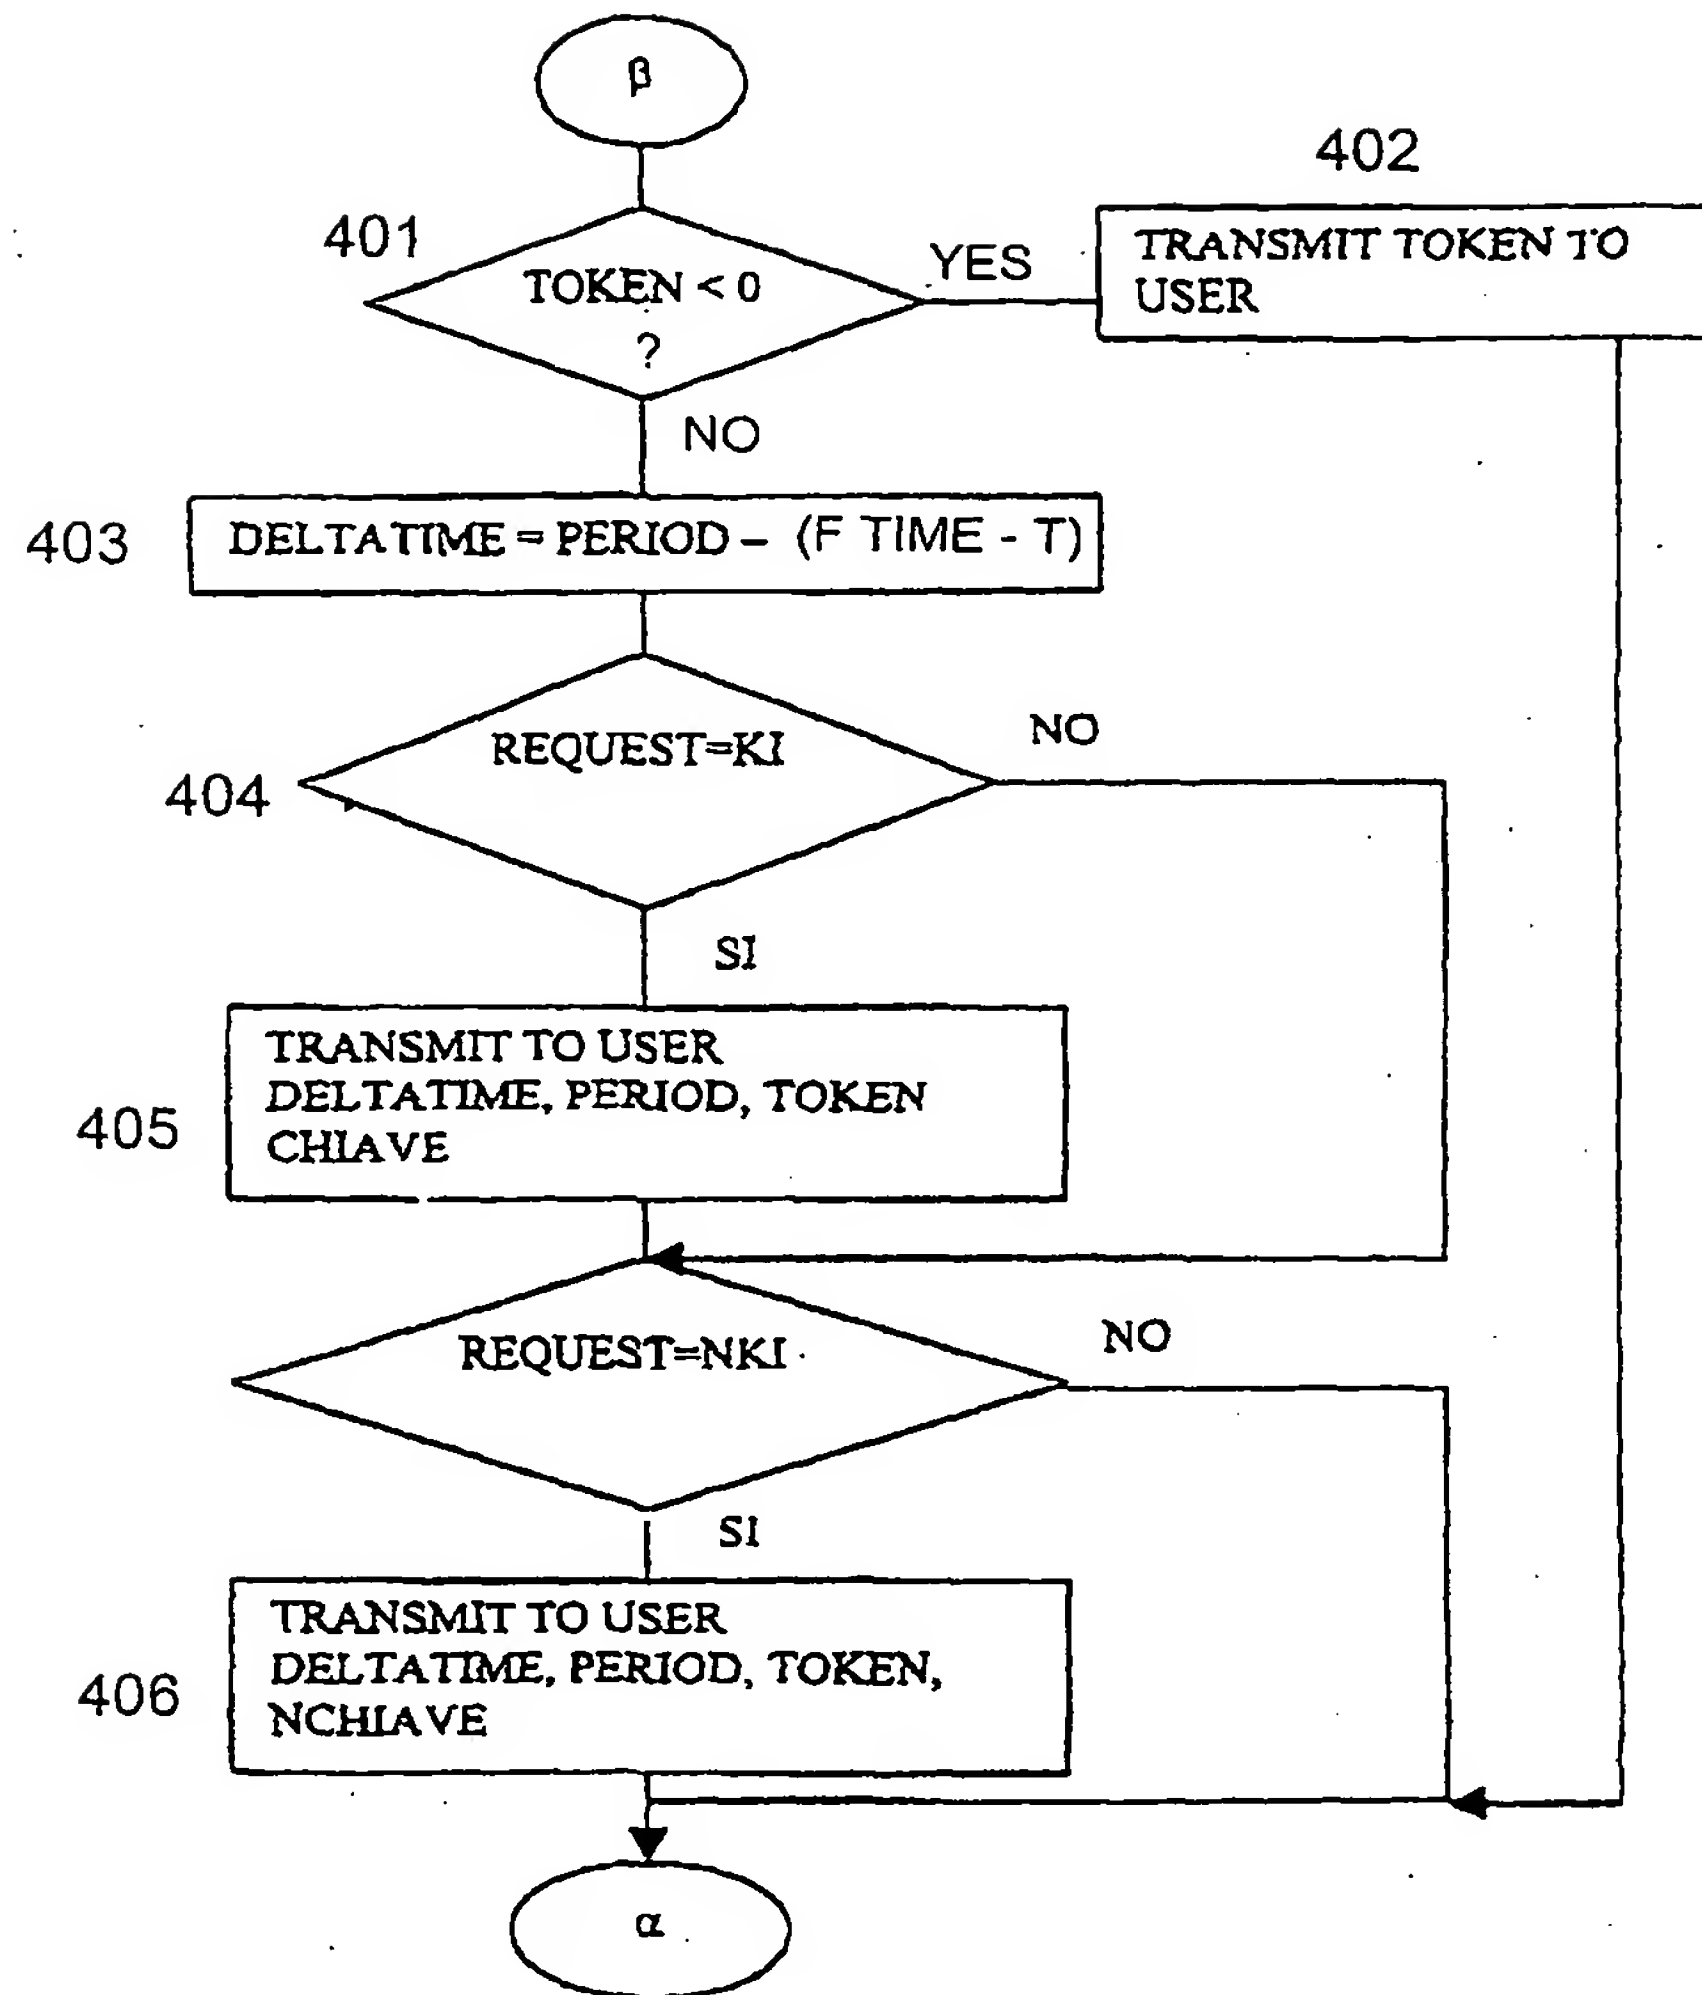 β
402
401
TOKEN < 0
?
YES
TRANSMIT TOKEN TO
USER
NO
403
DELTATIME = PERIOD – (F TIME - T)
REQUEST=KI
NO
404
SI
TRANSMIT TO USER
DELTATIME, PERIOD, TOKEN
CHIAVE
405
REQUEST=NKI
NO
SI
TRANSMIT TO USER
DELTATIME, PERIOD, TOKEN,
NCHIAVE
406
α